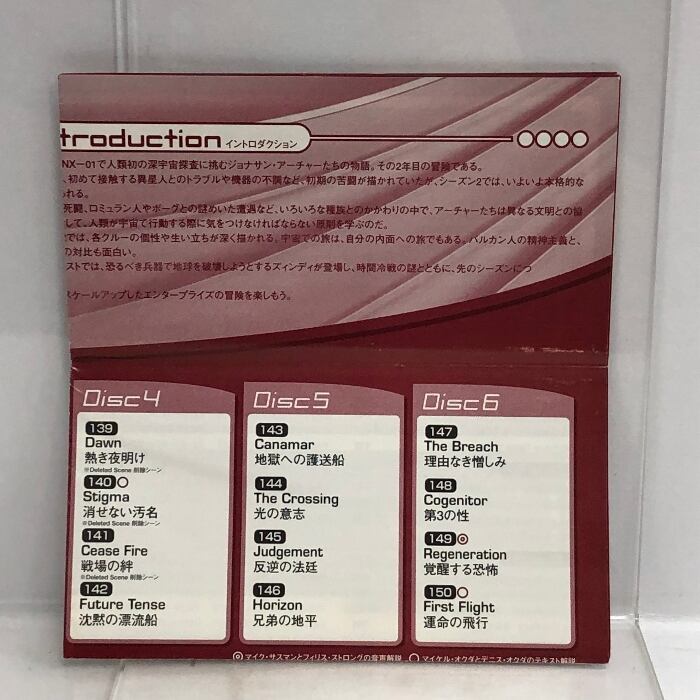 troduction イントロダクション
NX-01で人類初の深宇宙探査に挑むジョナサン・アーチャーたちの物語。その2年目の冒険である。
、初めて接触する異星人とのトラブルや機器の不調など、初期の苦闘が描かれていたが、シーズン2では、いよいよ本格的な
れる。
死闘、ロミュラン人やボーグとの謎めいた遭遇など、いろいろな種族とのかかわりの中で、アーチャーたちは異なる文明との協
して、人類が宇宙で行動する際に気をつけなければならない原則を学ぶのだ。
では、各クルーの個性や生い立ちが深く描かれる。宇宙での旅は、自分の内面への旅でもある。バルカン人の精神主義と、
の対比も面白い。
ストでは、恐るべき兵器で地球を破壊しようとするズィンディが登場し、時間冷戦の謎とともに、先のシーズンにつ
スケールアップしたエンタープライズの冒険を楽しもう。
Disc4
139
Dawn
熱き夜明け
※Deleted Scene 削除シーン
140
Stigma
消せない汚名
※Deleted Scene 削除シーン
141
Cease Fire
戦場の絆
※Deleted Scene 削除シーン
142
Future Tense
沈黙の漂流船
Disc5
143
Canamar
地獄への護送船
144
The Crossing
光の意志
145
Judgement
反逆の法廷
146
Horizon
兄弟の地平
Disc6
147
The Breach
理由なき憎しみ
148
Cogenitor
第3の性
149◎
Regeneration
覚醒する恐怖
150○
First Flight
運命の飛行
◎マイク・サスマンとフィリス・ストロングの音声解説 ○マイケル・オクダとデニス・オクダのテキスト解説